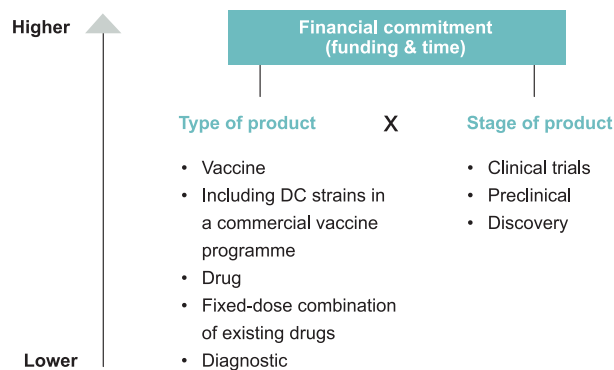 Higher
Financial commitment
(funding & time)
Type of product
X
Stage of product
• Vaccine
• Including DC strains in
a commercial vaccine
programme
• Drug
• Fixed-dose combination
of existing drugs
• Diagnostic
• Clinical trials
• Preclinical
• Discovery
Lower